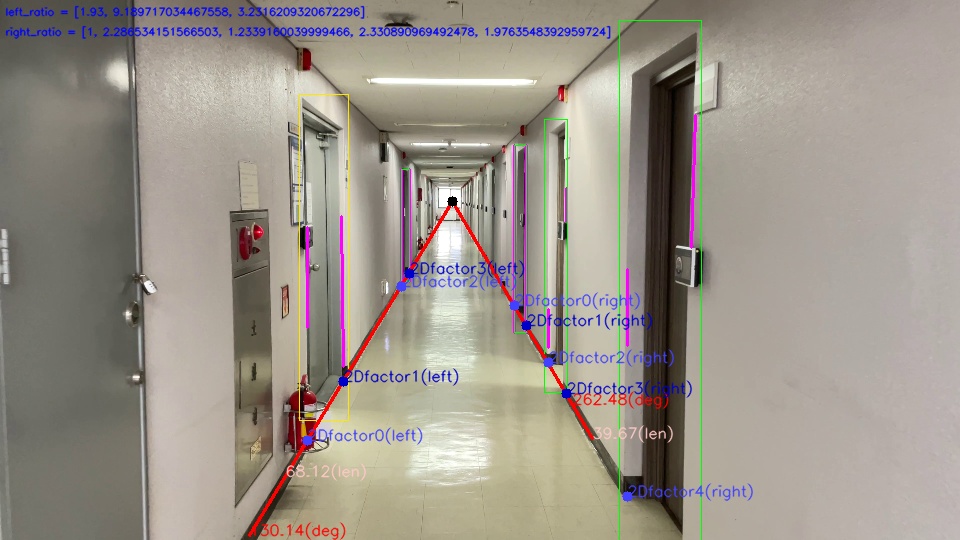 left_ratio = [1.93, 9.189717034467558, 3.2316209320672296]
right_ratio = [1, 2.286534151566503, 1.2339160039999466, 2.330890969492478, 1.9763548392959724]
2Dfactor3(left)
2Dfactor2(left)
2Dfactor0(right)
2Dfactor1(right)
2Dfactor2(right)
2Dfactor1(left)
2Dfactor3(right)
262.48(deg)
2Dfactor0(left)
39.67(len)
68.12(len)
2Dfactor4(right)
30.14(deg)